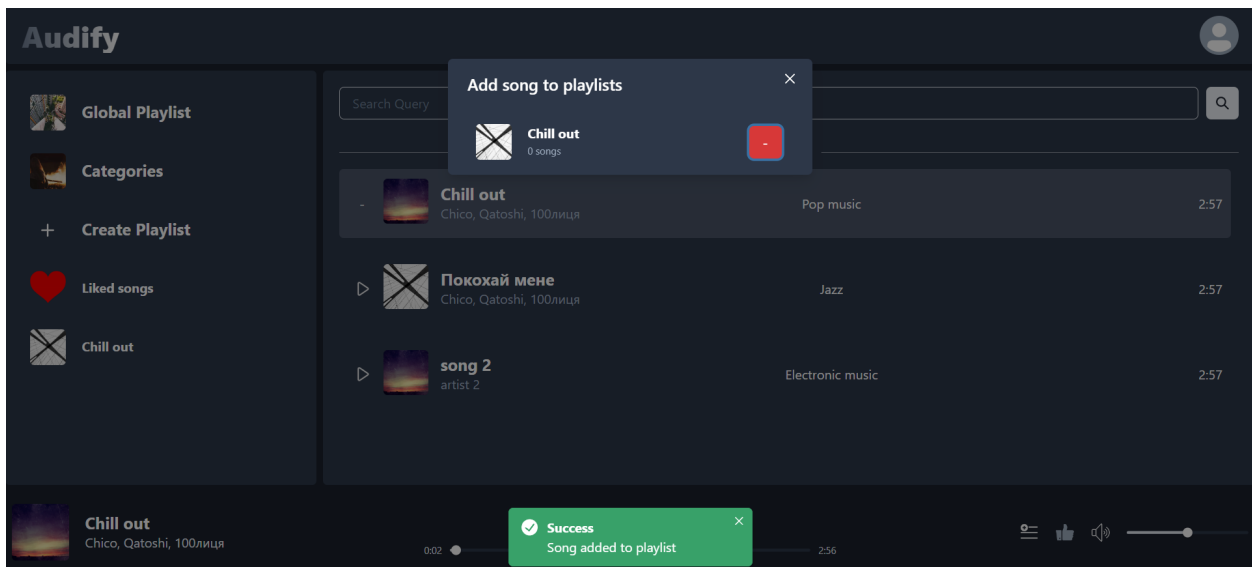 Audify
Global Playlist
Categories
Create Playlist
Liked songs
Chill out
Add song to playlists
Chill out
0 songs
-
Search Query
-
Chill out
Chico, Qatoshi, 100лиця
Pop music
2:57
Покохай мене
Chico, Qatoshi, 100лиця
Jazz
2:57
song 2
artist 2
Electronic music
2:57
Chill out
Chico, Qatoshi, 100лиця
0:02
Success
Song added to playlist
2:56